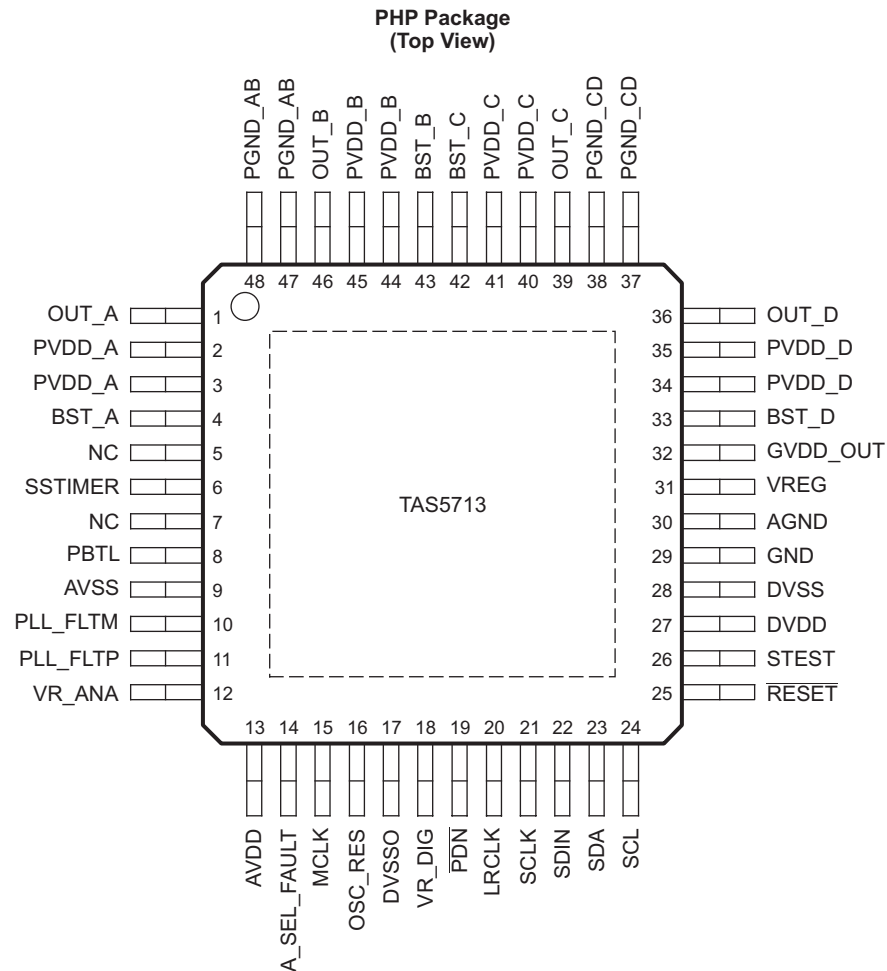 PHP Package
(Top View)
PGND_AB
PGND_AB
OUT_B
PVDD_B
PVDD_B
BST_B
BST_C
PVDD_C
PVDD_C
OUT_C
PGND_CD
PGND_CD
48 47 46 45 44 43 42 41 40 39 38 37
OUT_A 1
PVDD_A 2
PVDD_A 3
BST_A 4
NC 5
SSTIMER 6
NC 7
PBTL 8
AVSS 9
PLL_FLTM 10
PLL_FLTP 11
VR_ANA 12
TAS5713
36 OUT_D
35 PVDD_D
34 PVDD_D
33 BST_D
32 GVDD_OUT
31 VREG
30 AGND
29 GND
28 DVSS
27 DVDD
26 STEST
25 RESET
13 14 15 16 17 18 19 20 21 22 23 24
AVDD
A_SEL_FAULT
MCLK
OSC_RES
DVSSO
VR_DIG
PDN
LRCLK
SCLK
SDIN
SDA
SCL